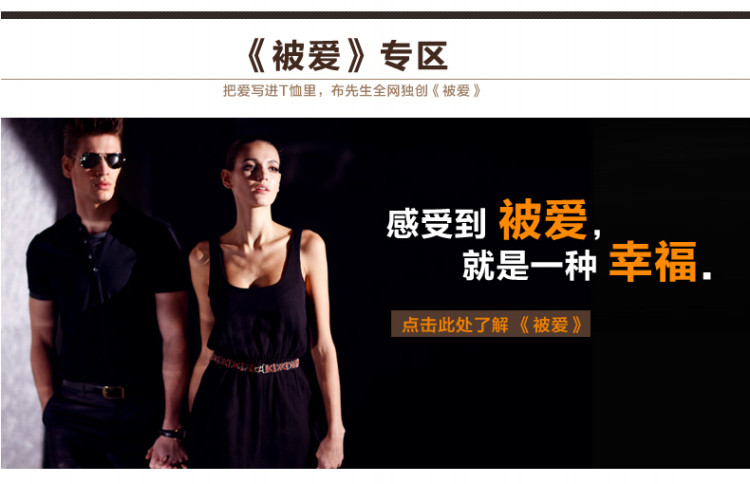 《被爱》专区
把爱写进T恤里，布先生全网独创《被爱》
感受到 被爱，
就是一种 幸福.
点击此处了解《被爱》